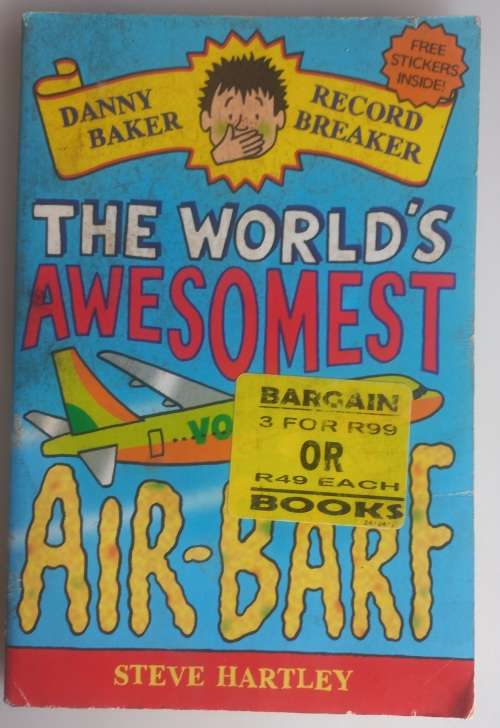 FREE
STICKERS
INSIDE!
DANNY
BAKER
RECORD
BREAKER
THE WORLD'S
AWESOMEST
...VO
AIR-BARF
BARGAIN
3 FOR R99
OR
R49 EACH
BOOKS
STEVE HARTLEY